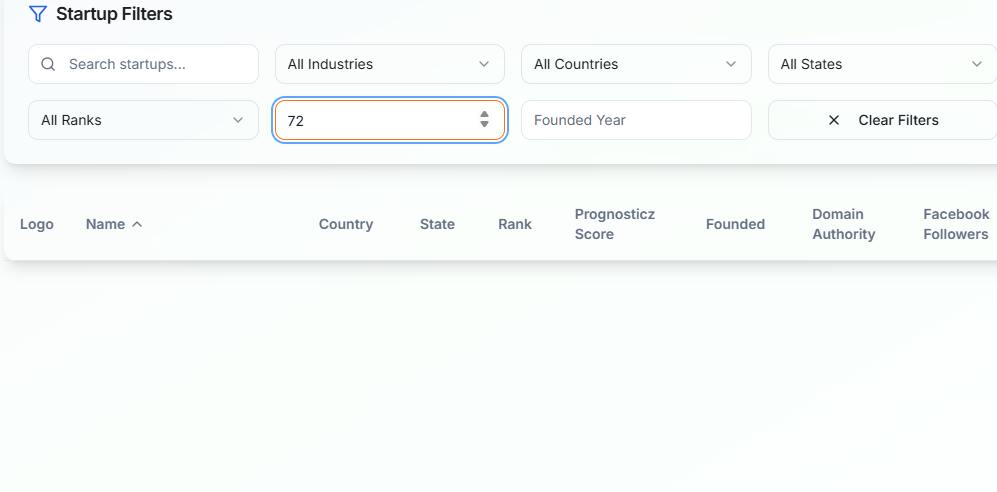 Startup Filters
Search startups...
All Industries
All Countries
All States
All Ranks
72
Founded Year
Clear Filters
Logo
Name
Country
State
Rank
Prognosticz
Score
Founded
Domain
Authority
Facebook
Followers